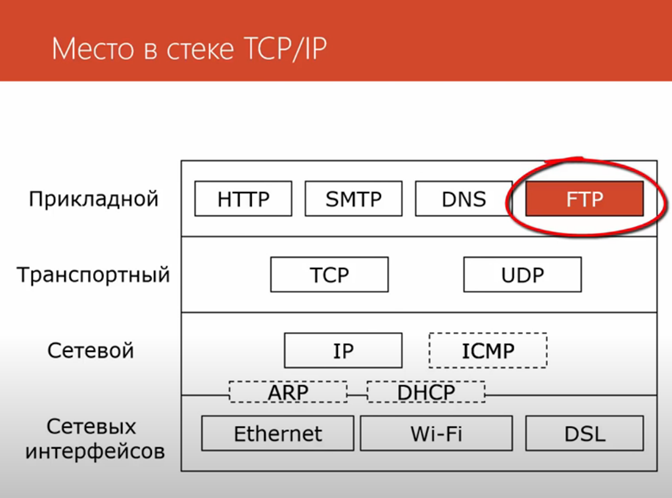 Место в стеке TCP/IP
Прикладной
HTTP
SMTP
DNS
FTP
Транспортный
TCP
UDP
Сетевой
IP
ICMP
ARP
DHCP
Сетевых
интерфейсов
Ethernet
Wi-Fi
DSL